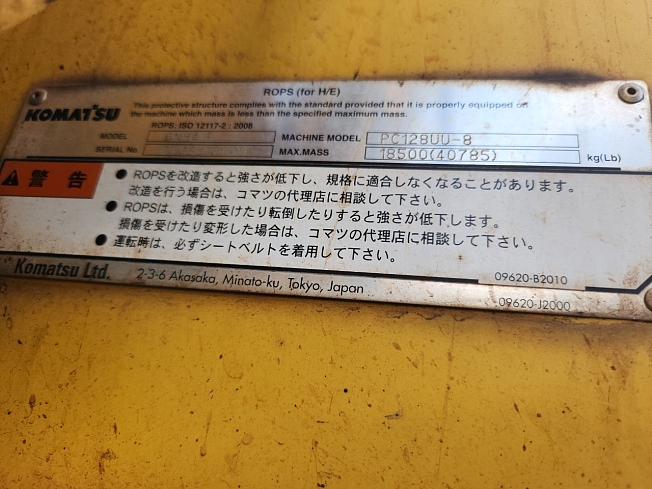 ROPS (for H/E)
KOMATSU
This protective structure complies with the standard provided that it is properly equipped on
the machine which mass is less than the specified maximum mass.
ROPS: ISO 12117-2 : 2008
MODEL
MACHINE MODEL PC128UU-8
SERIAL No.
MAX.MASS 18500(40785) kg(Lb)
警告
● ROPSを改造すると強さが低下し、規格に適合しなくなることがあります。
改造を行う場合は、コマツの代理店に相談して下さい。
● ROPSは、損傷を受けたり転倒したりすると強さが低下します。
損傷を受けたり変形した場合は、コマツの代理店に相談して下さい。
● 運転時は、必ずシートベルトを着用して下さい。
Komatsu Ltd. 2-3-6 Akasaka, Minato-ku, Tokyo, Japan
09620-B2010
09620-J2000